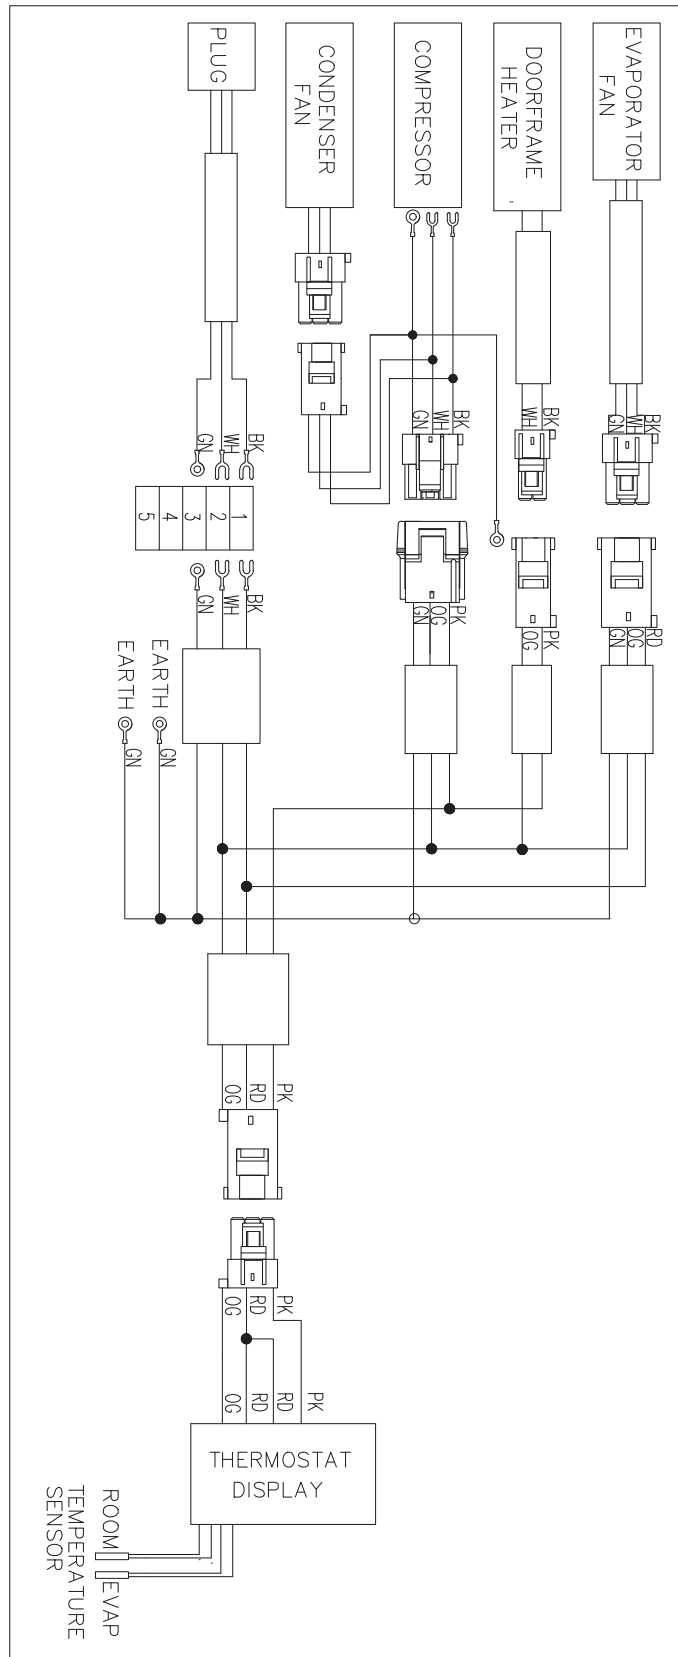 PLUG
CONDENSER
FAN
COMPRESSOR
DOORFRAME
HEATER
EVAPORATOR
FAN
GN
WH
BK
GN
WH
BK
WH
BK
GN
WH
BK
5
4
3
2
1
GN
WH
BK
GN
OG
PK
OG
PK
GN
OG
RD
EARTH
EARTH
GN
GN
OG
RD
PK
OG
RD
PK
OG
RD
RD
PK
THERMOSTAT
DISPLAY
ROOM
EVAP
TEMPERATURE
SENSOR